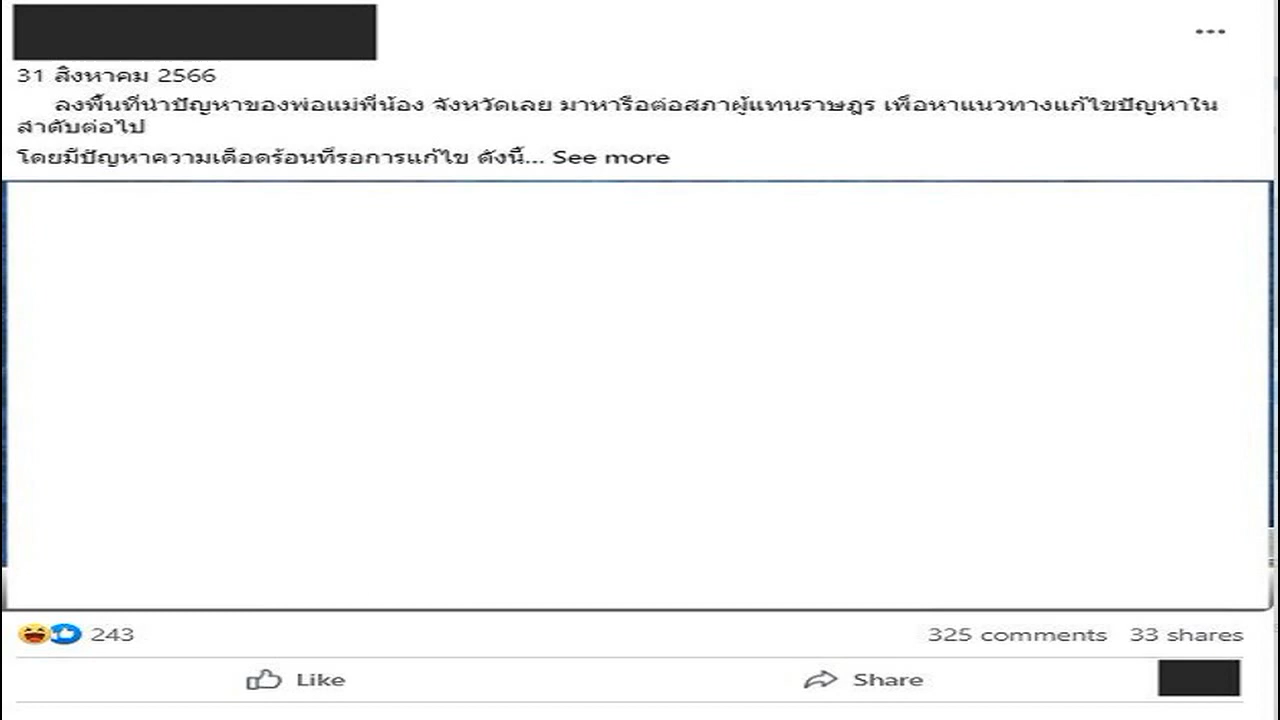 31 สิงหาคม 2566
ลงพื้นที่นำปัญหาของพ่อแม่พี่น้อง จังหวัดเลย มาหารือต่อสภาผู้แทนราษฎร เพื่อหาแนวทางแก้ไขปัญหาใน
ลำดับต่อไป
โดยมีปัญหาความเดือดร้อนที่รอการแก้ไข ดังนี้... See more
243
325 comments 33 shares
Like Share